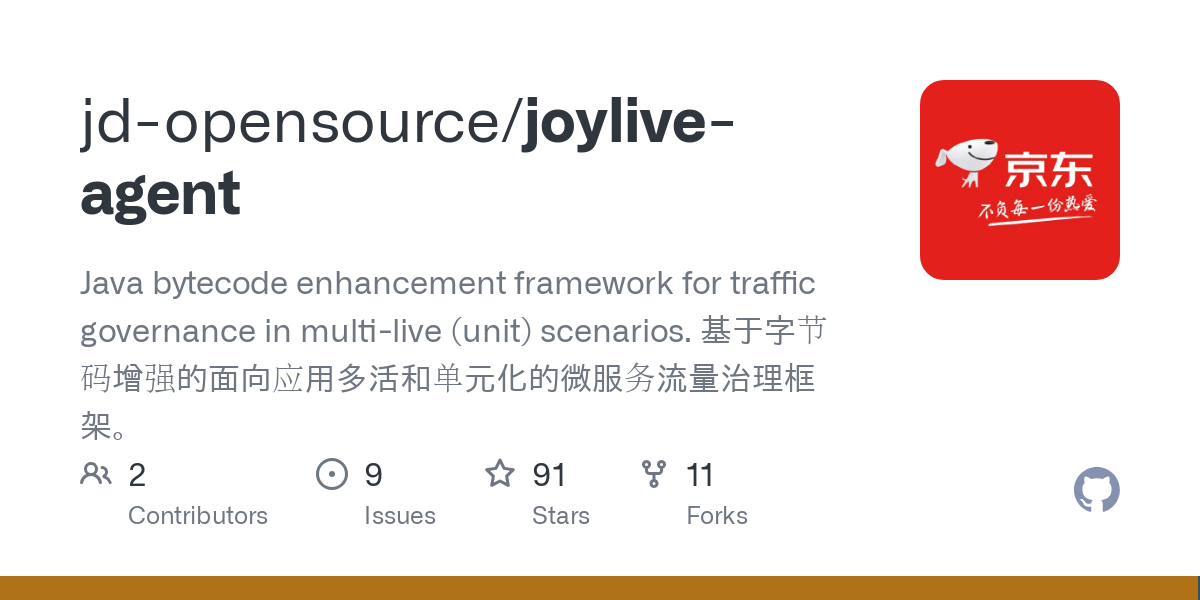 jd-opensource/joylive-
agent
Java bytecode enhancement framework for traffic
governance in multi-live (unit) scenarios. 基于字节
码增强的面向应用多活和单元化的微服务流量治理框
架。
2 9 91 11
Contributors Issues Stars Forks
京东
不负每一份热爱